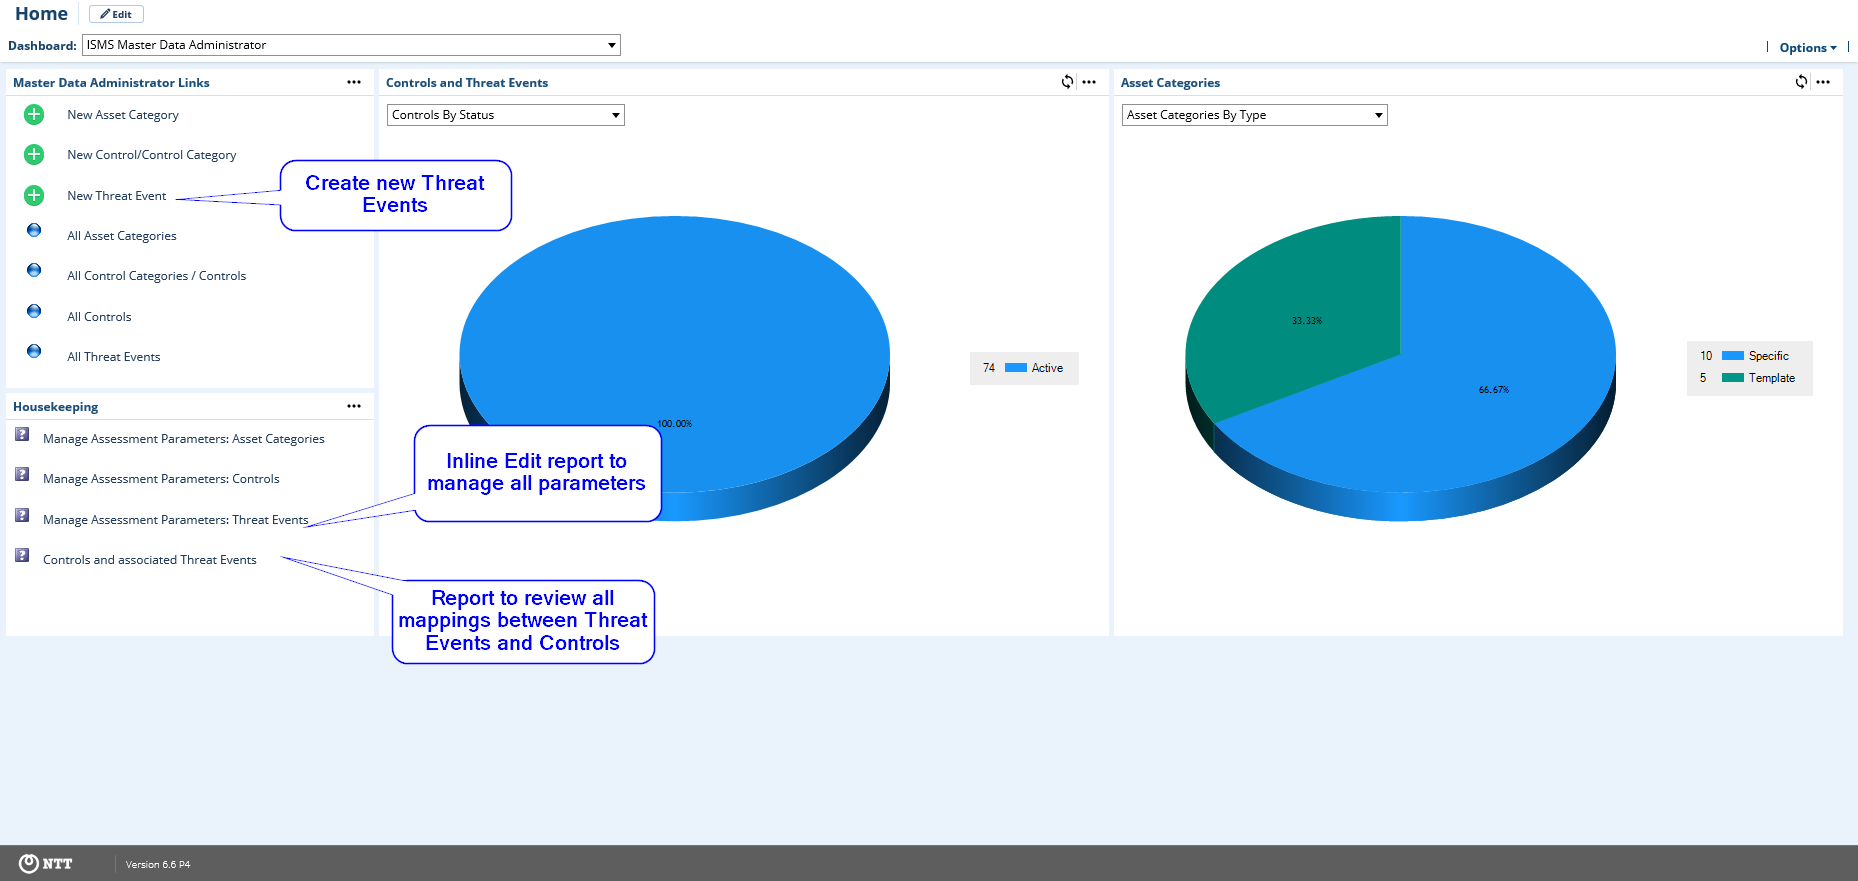 Home
Edit
Dashboard:
ISMS Master Data Administrator
Options
Master Data Administrator Links
New Asset Category
New Control/Control Category
New Threat Event
All Asset Categories
All Control Categories / Controls
All Controls
All Threat Events
Create new Threat
Events
Housekeeping
Manage Assessment Parameters: Asset Categories
Manage Assessment Parameters: Controls
Manage Assessment Parameters: Threat Events
Controls and associated Threat Events
Inline Edit report to
manage all parameters
Report to review all
mappings between Threat
Events and Controls
Controls and Threat Events
Controls By Status
100.00%
74 Active
Asset Categories
Asset Categories By Type
33.33%
66.67%
10 Specific
5 Template
NTT
Version 6.6 P4